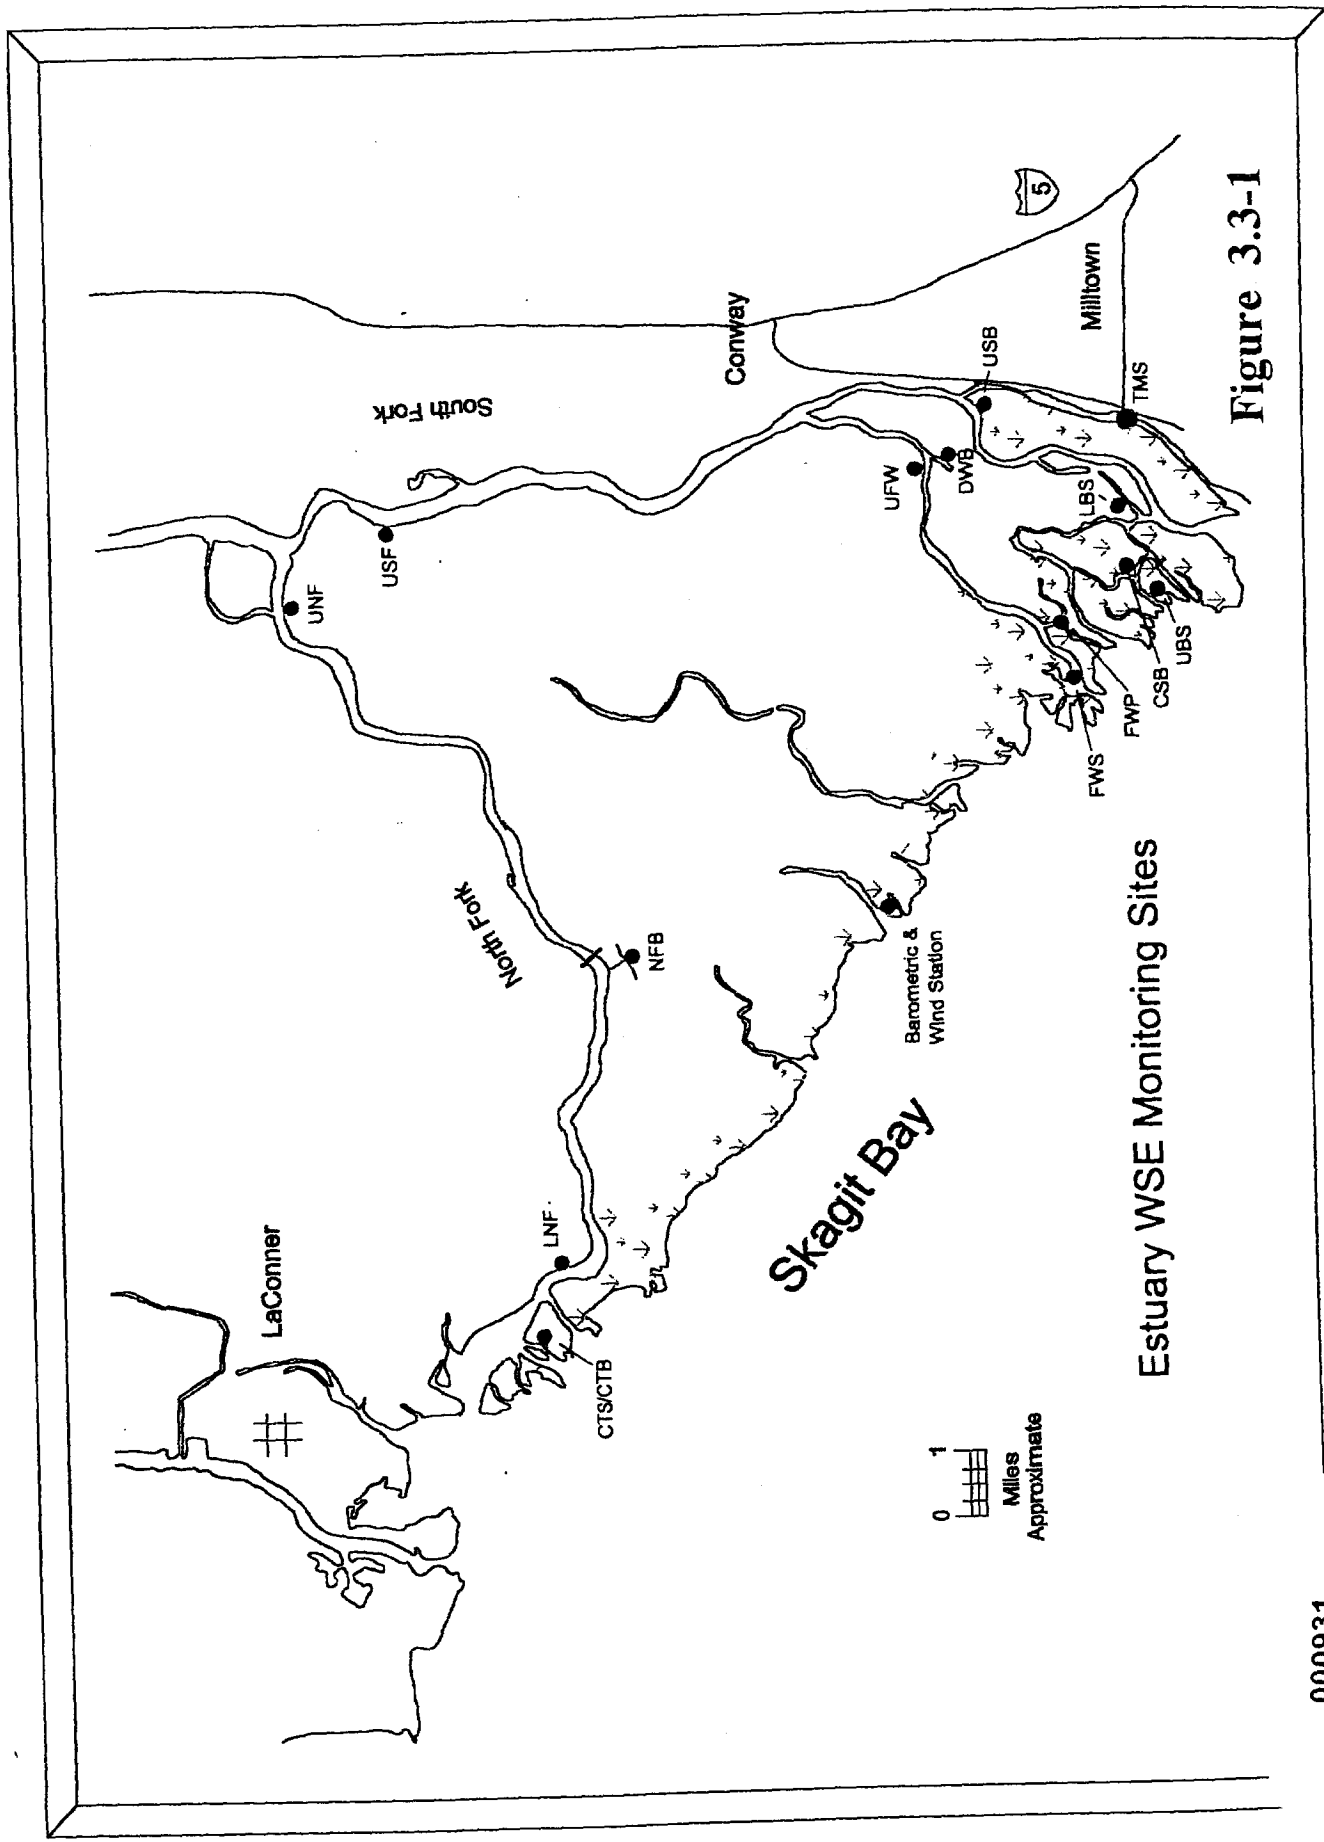 LaConner
North Fork
South Fork
UNF
USF
LNF
NFB
CTS/CTB
Conway
UFW
DWB
USB
5
Milltown
Skagit Bay
Barometric &
Wind Station
LBS
TMS
FWS
FWP
CSB
UBS
0 1
Miles
Approximate
Estuary WSE Monitoring Sites
Figure 3.3-1
000931